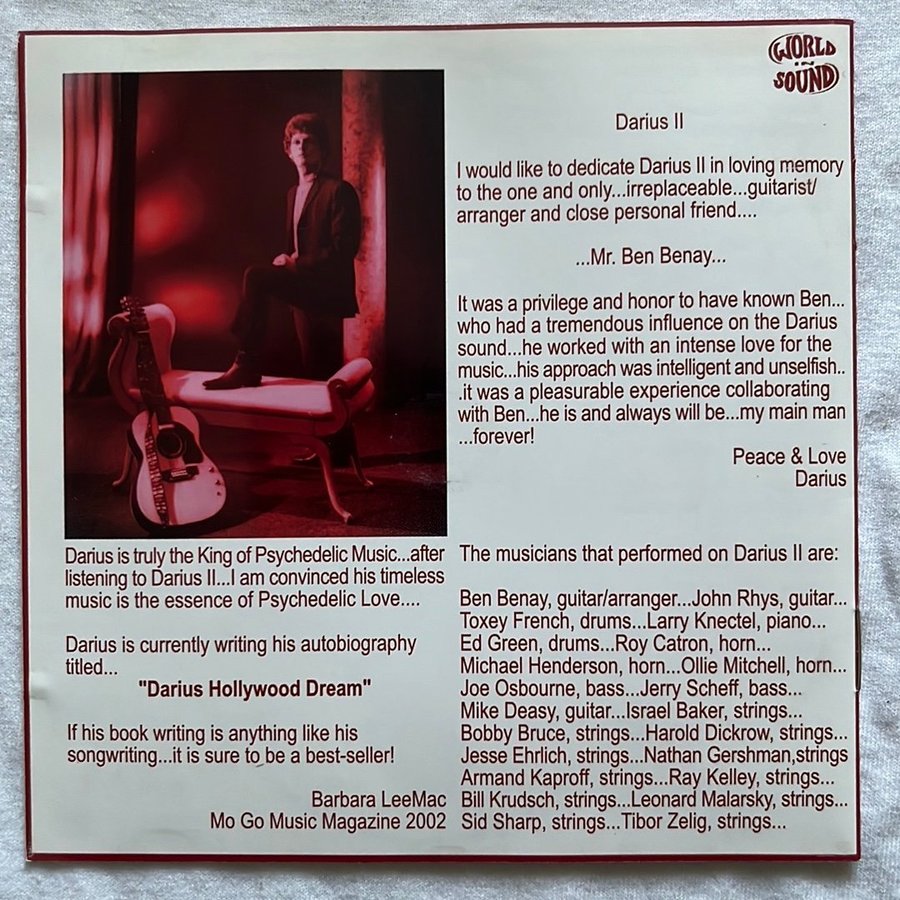 WORLD
IN
SOUND
Darius II
I would like to dedicate Darius II in loving memory
to the one and only...irreplaceable...guitarist/
arranger and close personal friend....
...Mr. Ben Benay...
It was a privilege and honor to have known Ben...
who had a tremendous influence on the Darius
sound...he worked with an intense love for the
music...his approach was intelligent and unselfish..
.it was a pleasurable experience collaborating
with Ben...he is and always will be...my main man
...forever!
Peace & Love
Darius
Darius is truly the King of Psychedelic Music...after
listening to Darius II...I am convinced his timeless
music is the essence of Psychedelic Love....
Darius is currently writing his autobiography
titled...
"Darius Hollywood Dream"
If his book writing is anything like his
songwriting...it is sure to be a best-seller!
Barbara LeeMac
Mo Go Music Magazine 2002
The musicians that performed on Darius II are:
Ben Benay, guitar/arranger...John Rhys, guitar...
Toxey French, drums...Larry Knectel, piano...
Ed Green, drums...Roy Catron, horn...
Michael Henderson, horn...Ollie Mitchell, horn...
Joe Osbourne, bass...Jerry Scheff, bass...
Mike Deasy, guitar...Israel Baker, strings...
Bobby Bruce, strings...Harold Dickrow, strings...
Jesse Ehrlich, strings...Nathan Gershman,strings
Armand Kaproff, strings...Ray Kelley, strings...
Bill Krudsch, strings...Leonard Malarsky, strings...
Sid Sharp, strings...Tibor Zelig, strings...